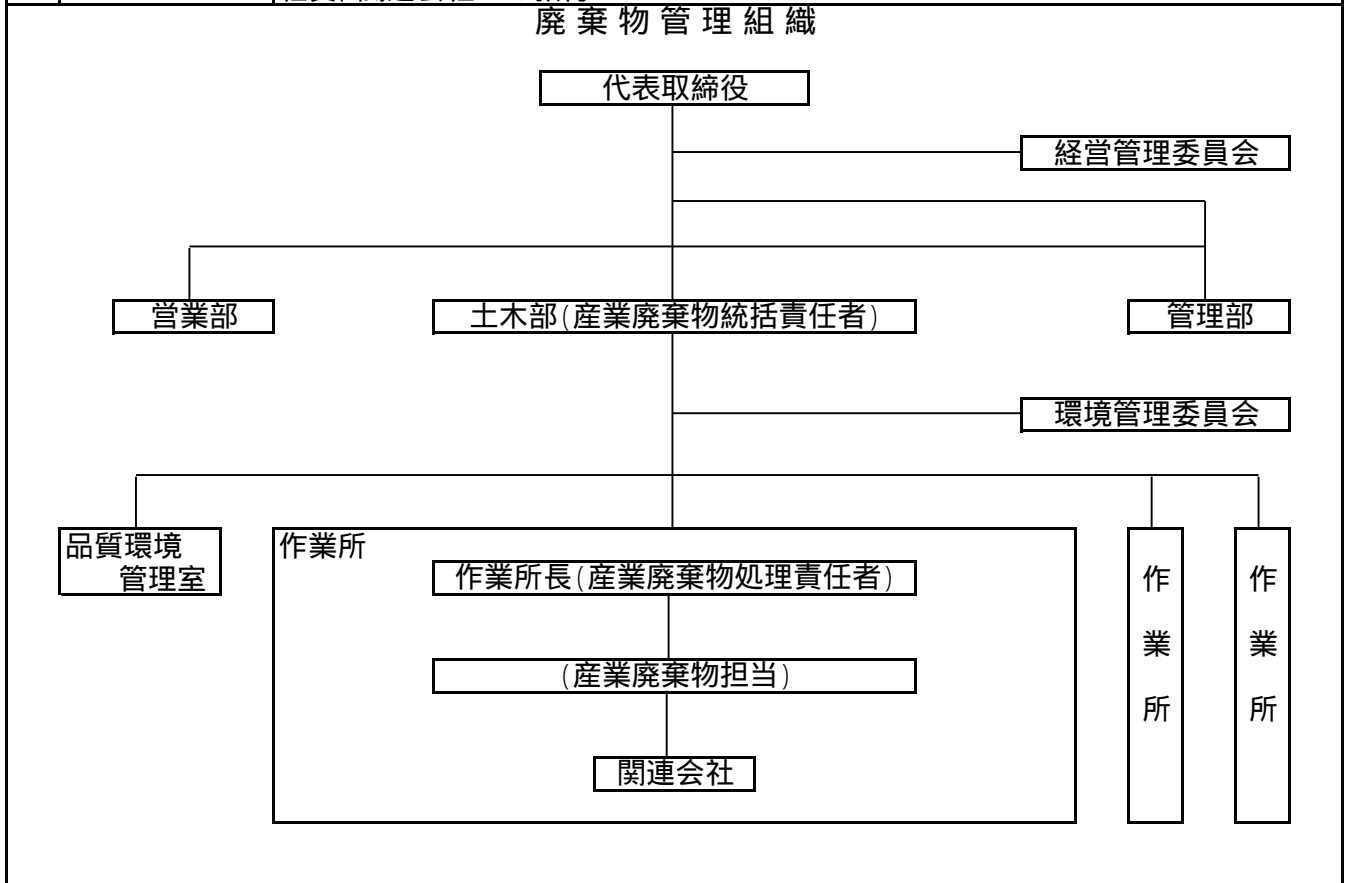 廃棄物管理組織
代表取締役
経営管理委員会
営業部
土木部(産業廃棄物統括責任者)
管理部
環境管理委員会
品質環境
管理室
作業所
作業所長(産業廃棄物処理責任者)
(産業廃棄物担当)
関連会社
作業所
作業所